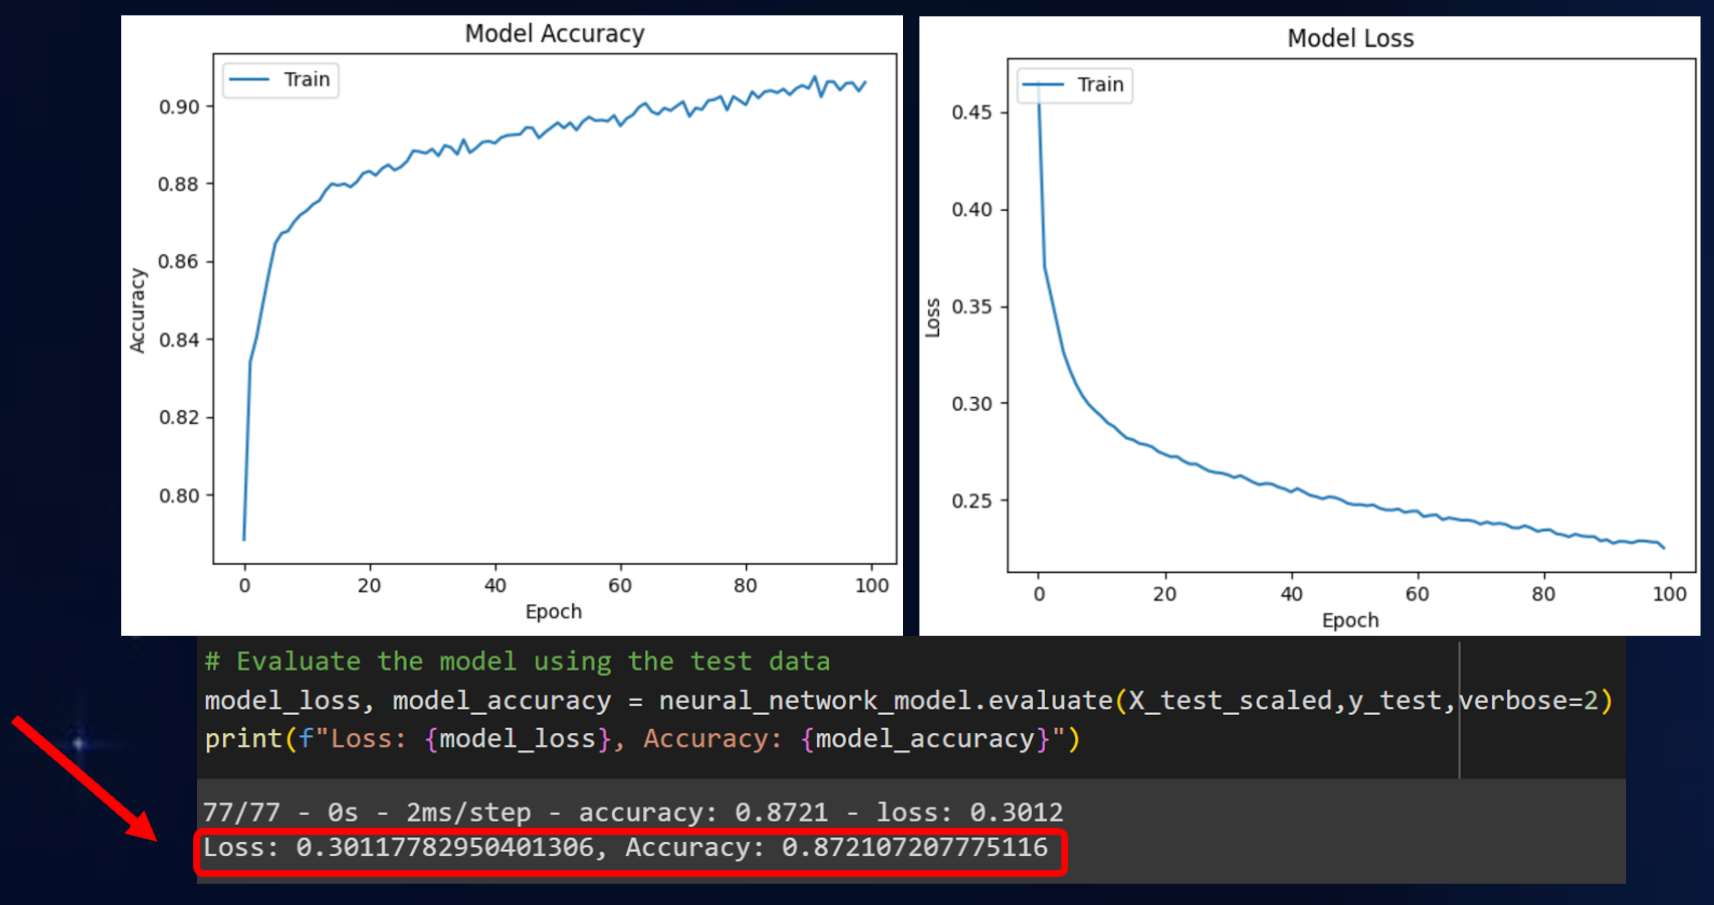 Model Accuracy
Train
0.90
0.88
0.86
0.84
0.82
0.80
Accuracy
0 20 40 60 80 100
Epoch
Model Loss
Train
0.45
0.40
0.35
0.30
0.25
Loss
0 20 40 60 80 100
Epoch
# Evaluate the model using the test data
model_loss, model_accuracy = neural_network_model.evaluate(X_test_scaled,y_test,verbose=2)
print(f"Loss: {model_loss}, Accuracy: {model_accuracy}")
77/77 - 0s - 2ms/step - accuracy: 0.8721 - loss: 0.3012
Loss: 0.30117782950401306, Accuracy: 0.872107207775116